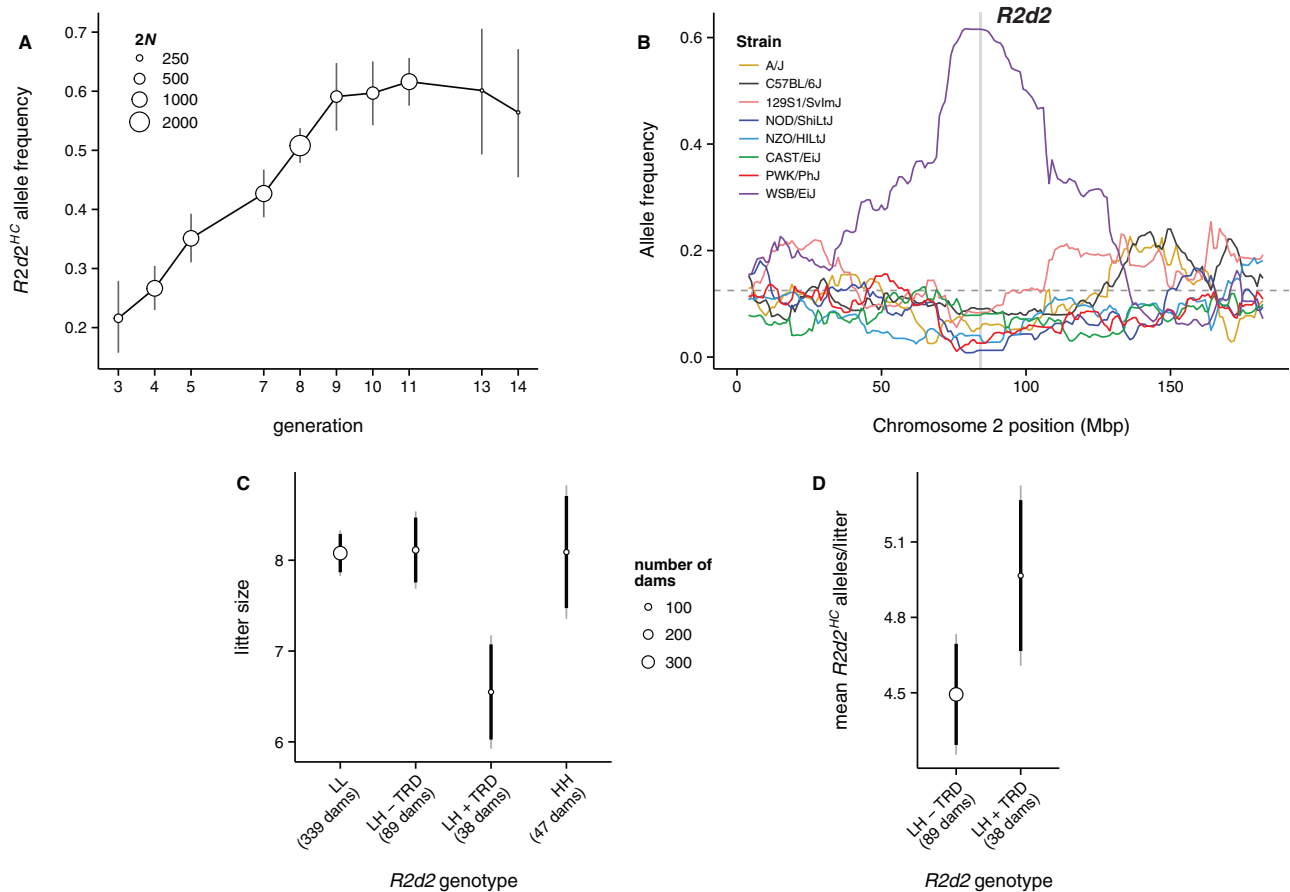 A
2N
250
500
1000
2000
0.7
0.6
0.5
0.4
0.3
0.2
R2d2HC allele frequency
3 4 5 7 8 9 10 11 13 14
generation
B
R2d2
Strain
A/J
C57BL/6J
129S1/SvImJ
NOD/ShiLtJ
NZO/HlLtJ
CAST/EiJ
PWK/PhJ
WSB/EiJ
0.6
0.4
0.2
0.0
Allele frequency
0 50 100 150
Chromosome 2 position (Mbp)
C
8
7
6
litter size
LL
(339 dams)
LH − TRD
(89 dams)
LH + TRD
(38 dams)
HH
(47 dams)
R2d2 genotype
number of
dams
100
200
300
D
5.1
4.8
4.5
mean R2d2HC alleles/litter
LH − TRD
(89 dams)
LH + TRD
(38 dams)
R2d2 genotype